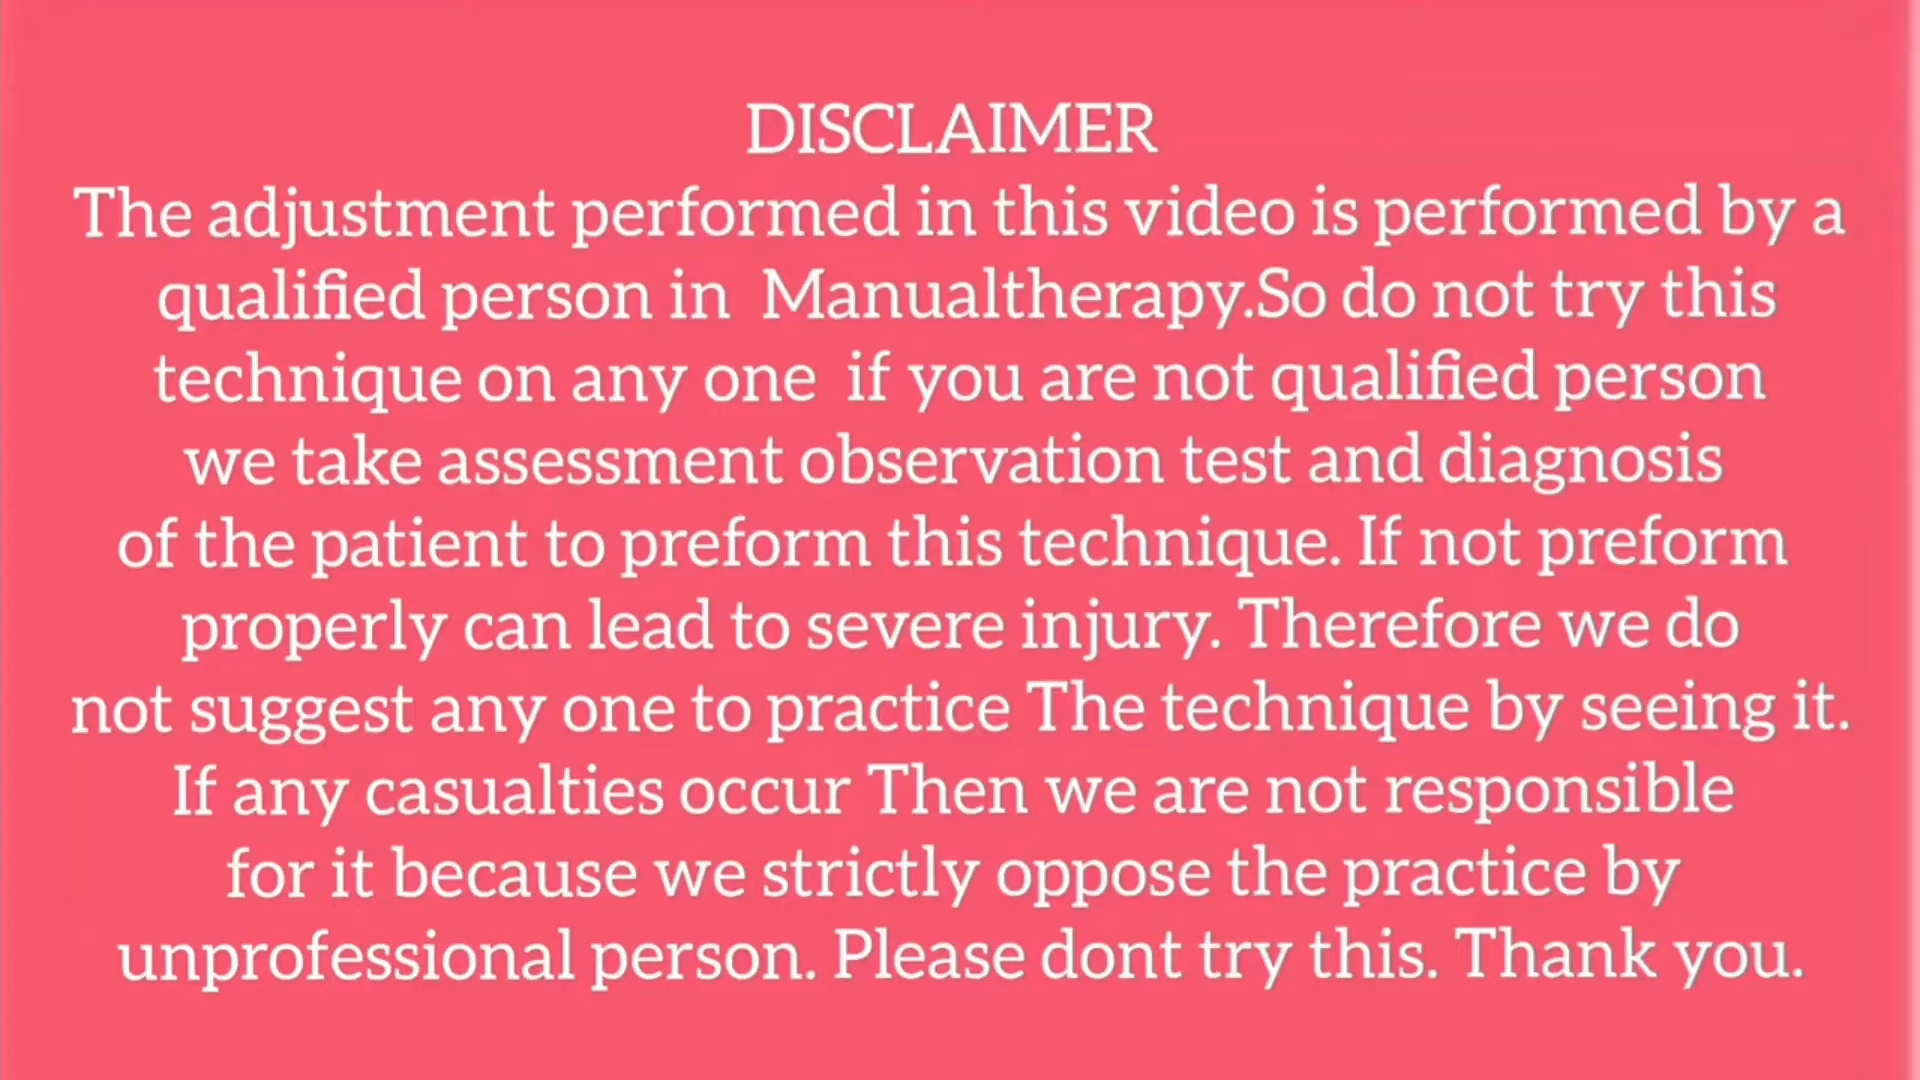 DISCLAIMER
The adjustment performed in this video is performed by a
qualified person in  Manualtherapy.So do not try this
technique on any one  if you are not qualified person
we take assessment observation test and diagnosis
of the patient to preform this technique. If not preform
properly can lead to severe injury. Therefore we do
not suggest any one to practice The technique by seeing it.
If any casualties occur Then we are not responsible
for it because we strictly oppose the practice by
unprofessional person. Please dont try this. Thank you.